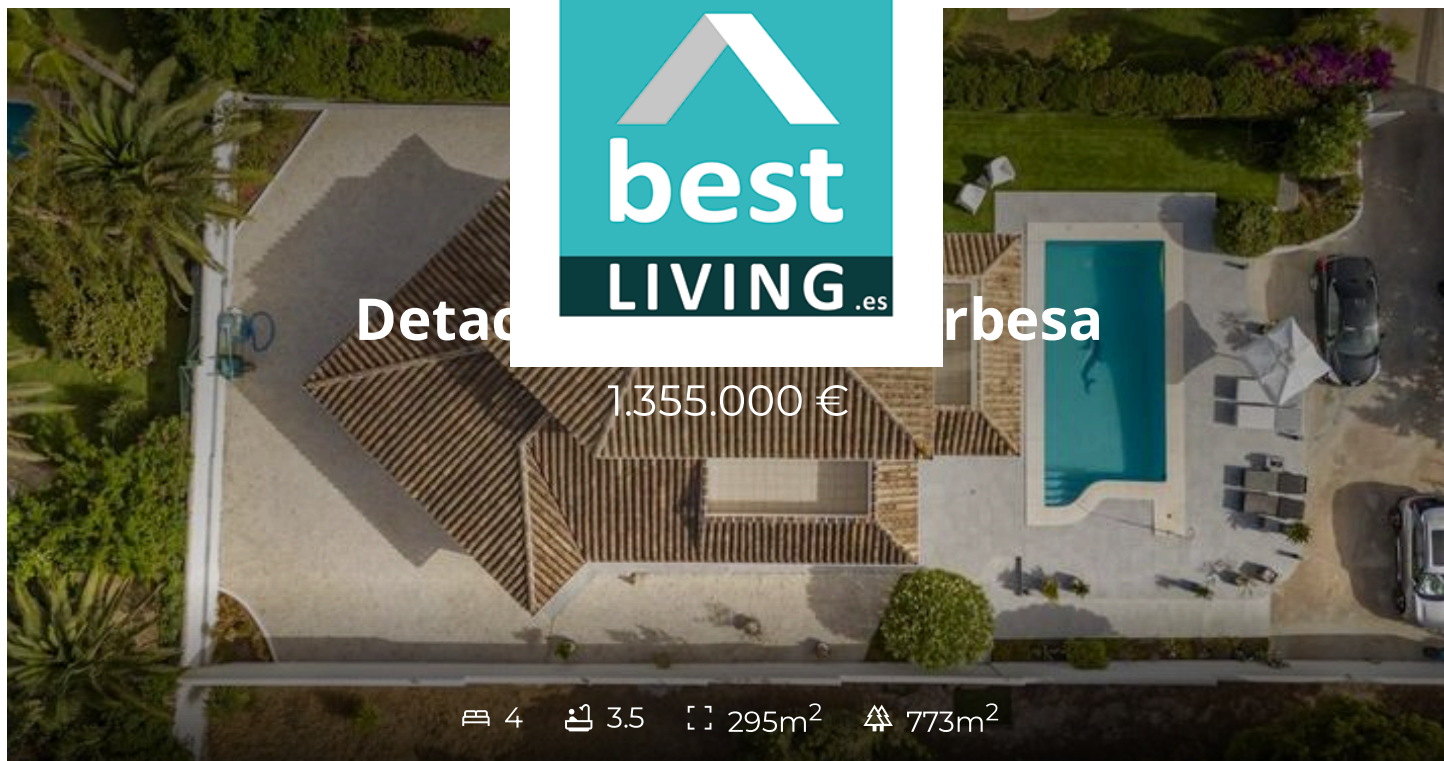 best
LIVING.es
Detac rbesa
1.355.000 €
4 3.5 295m² 773m²